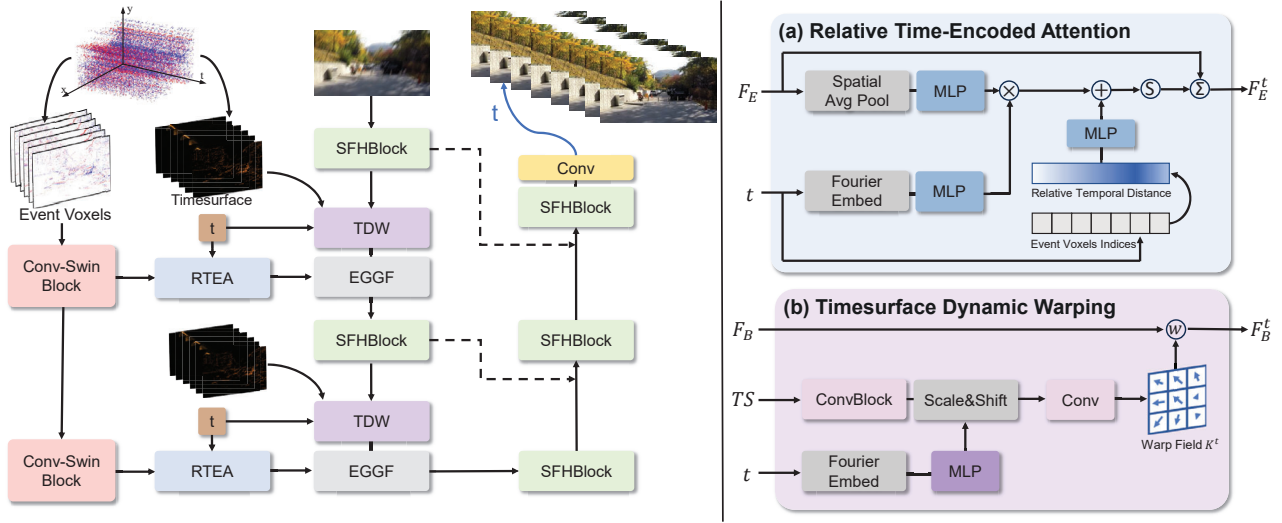 y
t
x
Event Voxels
Timesurface
t
Conv-Swin
Block
RTEA
SFHBlock
TDW
EGGF
SFHBlock
t
Conv-Swin
Block
RTEA
TDW
EGGF
t
Conv
SFHBlock
SFHBlock
SFHBlock
(a) Relative Time-Encoded Attention
F_E
Spatial
Avg Pool
MLP
×
+
S
Σ
F_E^t
MLP
Relative Temporal Distance
t
Fourier
Embed
MLP
Event Voxels Indices
(b) Timesurface Dynamic Warping
F_B
w
F_B^t
TS
ConvBlock
Scale&Shift
Conv
Warp Field K^t
t
Fourier
Embed
MLP